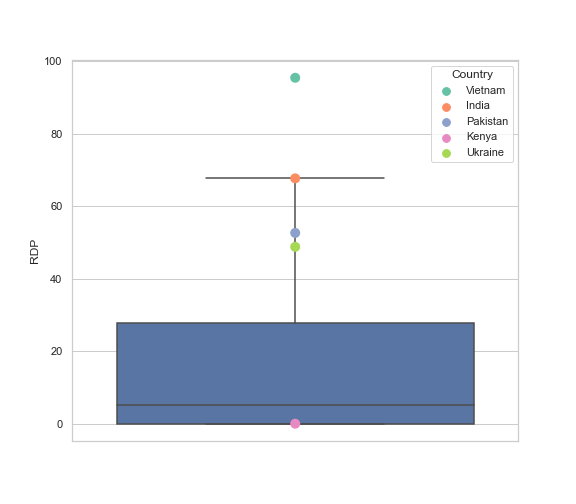 100
80
60
40
20
0
RDP
Country
Vietnam
India
Pakistan
Kenya
Ukraine